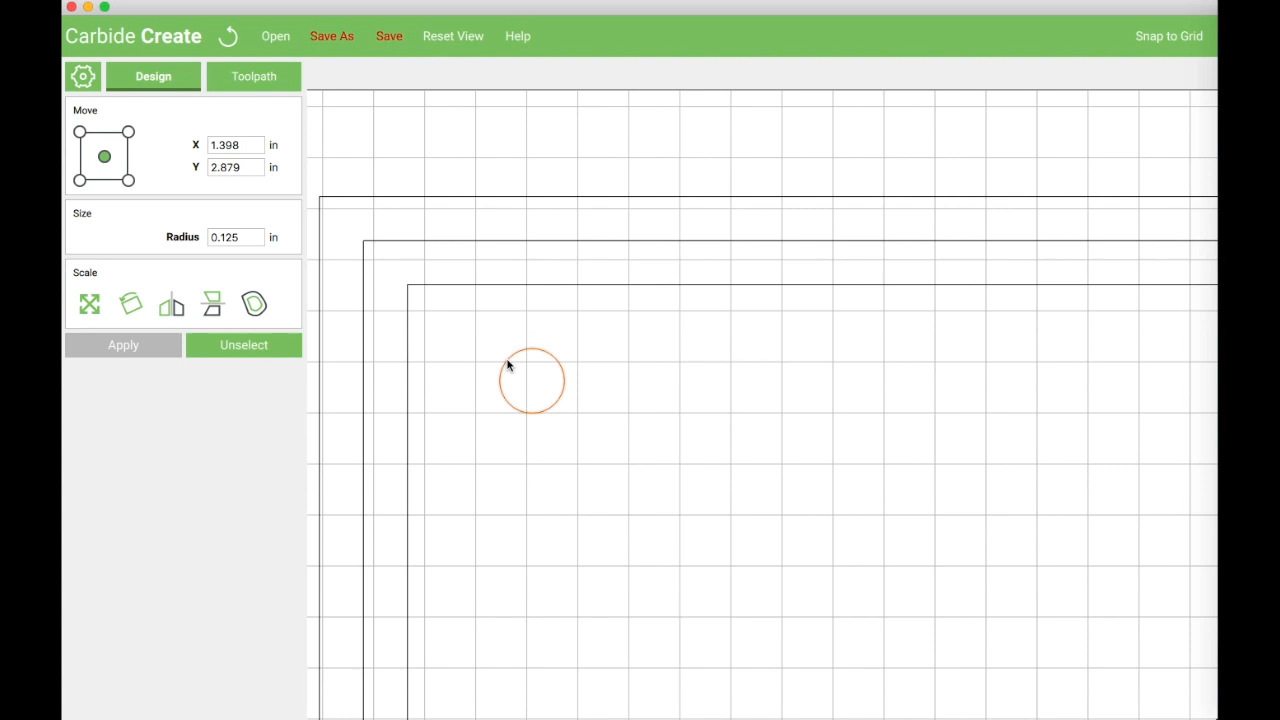 Carbide Create Open Save As Save Reset View Help Snap to Grid
Design Toolpath
Move
X 1.398 in
Y 2.879 in
Size
Radius 0.125 in
Scale
Apply Unselect